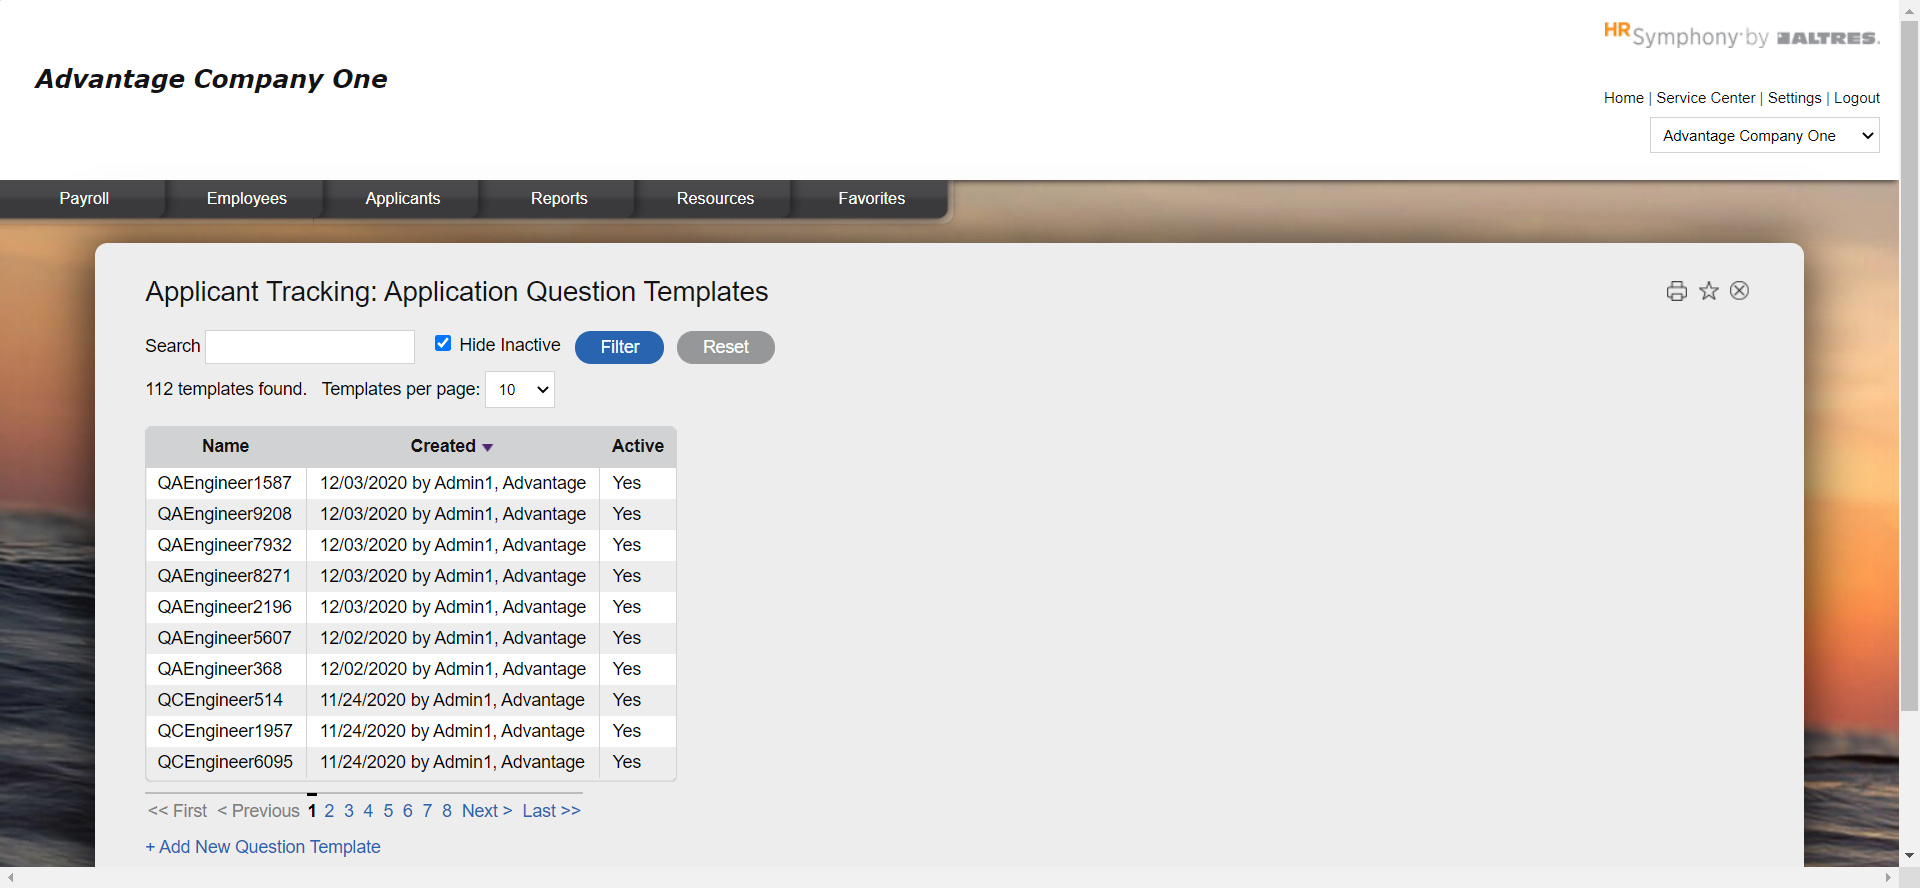 HR Symphony by ALTRES.
Advantage Company One
Home | Service Center | Settings | Logout
Advantage Company One
Payroll Employees Applicants Reports Resources Favorites
Applicant Tracking: Application Question Templates
Search Hide Inactive Filter Reset
112 templates found. Templates per page: 10
Name Created Active
QAEngineer1587 12/03/2020 by Admin1, Advantage Yes
QAEngineer9208 12/03/2020 by Admin1, Advantage Yes
QAEngineer7932 12/03/2020 by Admin1, Advantage Yes
QAEngineer8271 12/03/2020 by Admin1, Advantage Yes
QAEngineer2196 12/03/2020 by Admin1, Advantage Yes
QAEngineer5607 12/02/2020 by Admin1, Advantage Yes
QAEngineer368 12/02/2020 by Admin1, Advantage Yes
QCEngineer514 11/24/2020 by Admin1, Advantage Yes
QCEngineer1957 11/24/2020 by Admin1, Advantage Yes
QCEngineer6095 11/24/2020 by Admin1, Advantage Yes
<< First < Previous 1 2 3 4 5 6 7 8 Next > Last >>
+ Add New Question Template